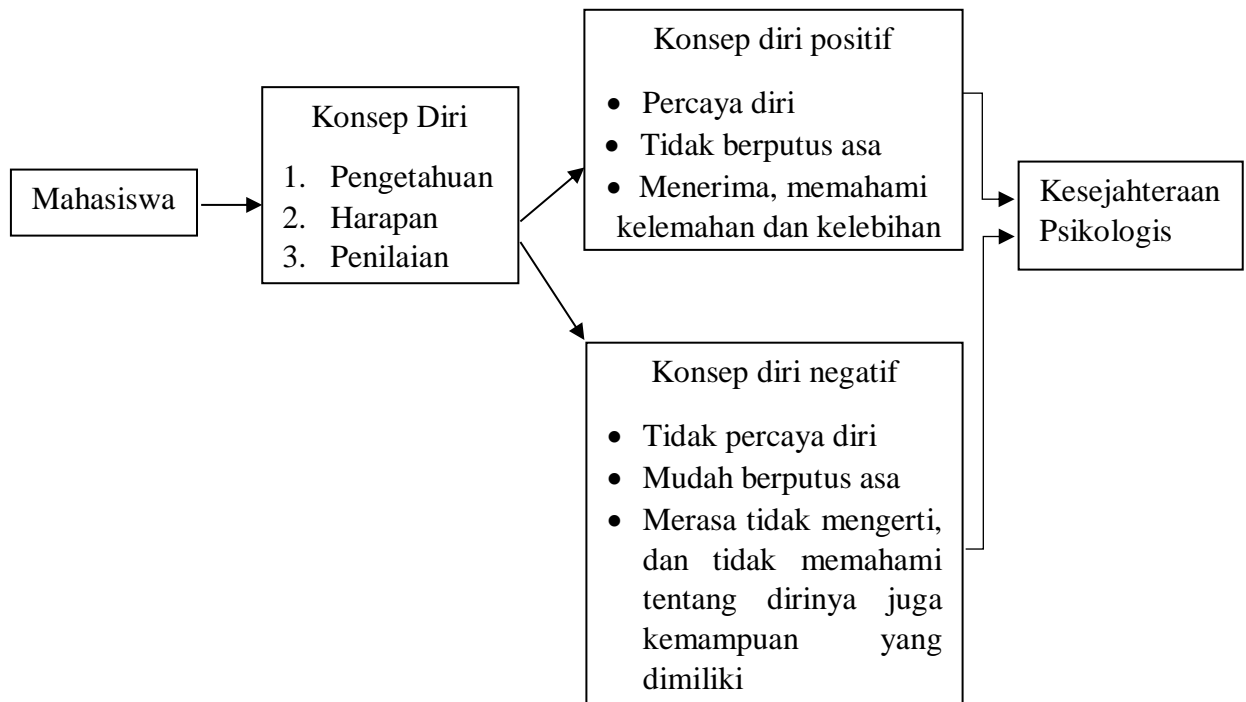 Mahasiswa
Konsep Diri
1. Pengetahuan
2. Harapan
3. Penilaian
Konsep diri positif
• Percaya diri
• Tidak berputus asa
• Menerima, memahami
kelemahan dan kelebihan
Konsep diri negatif
• Tidak percaya diri
• Mudah berputus asa
• Merasa tidak mengerti,
dan tidak memahami
tentang dirinya juga
kemampuan yang
dimiliki
Kesejahteraan
Psikologis